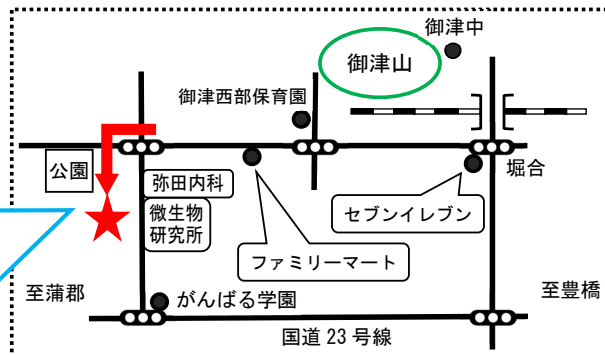 御津中
御津山
御津西部保育園
公園
弥田内科
堀合
微生物
研究所
セブンイレブン
ファミリーマート
至蒲郡
至豊橋
がんばる学園
国道 23 号線